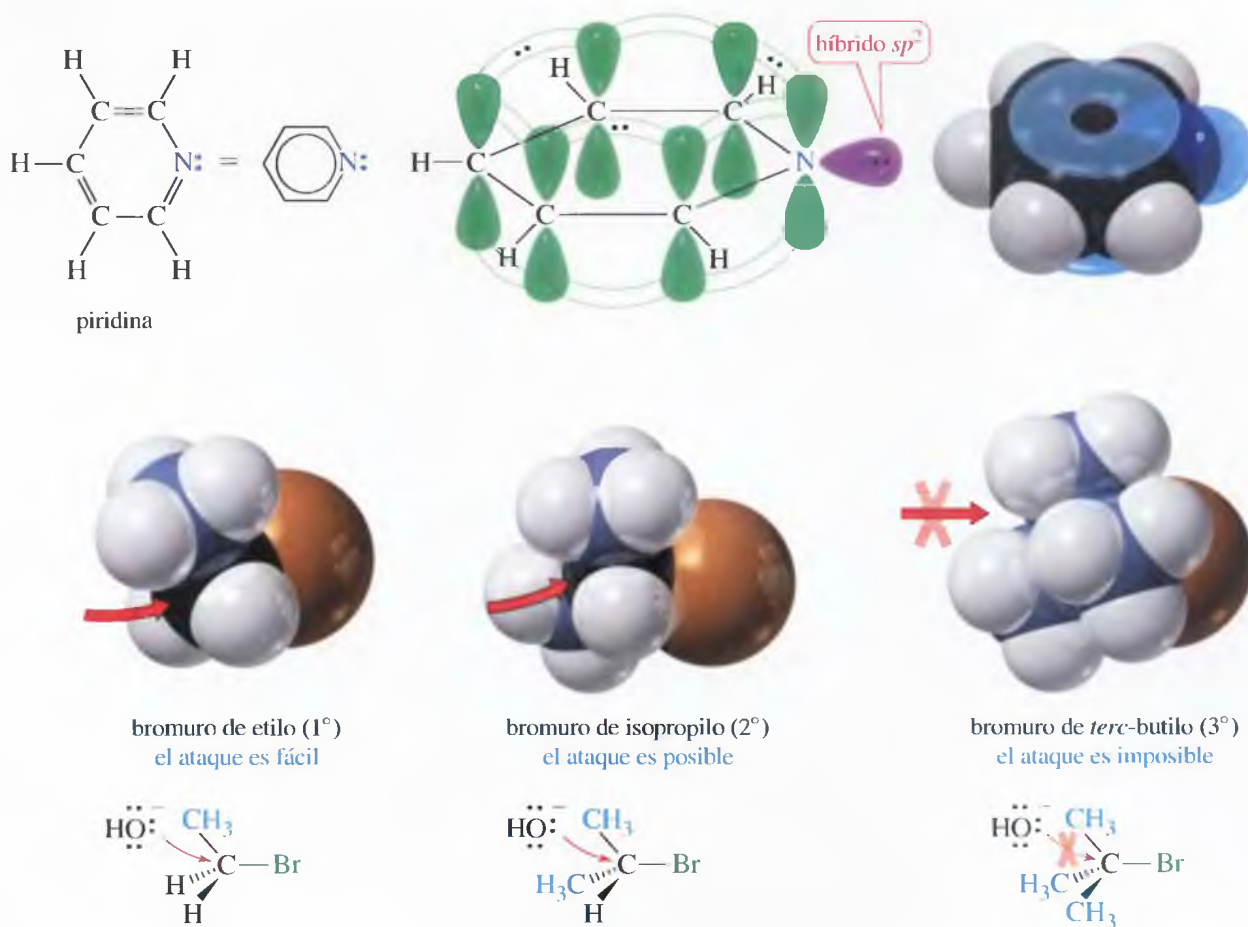 H H H H
C C C C
H C N: = N: H C N
C C C C
H H H H
híbrido sp²
piridina
bromuro de etilo (1°)
el ataque es fácil
bromuro de isopropilo (2°)
el ataque es posible
bromuro de terc-butilo (3°)
el ataque es imposible
HO:⁻ CH₃
C—Br
H
H
HO:⁻ CH₃
C—Br
H₃C
H
HO:⁻ CH₃
C—Br
H₃C
CH₃